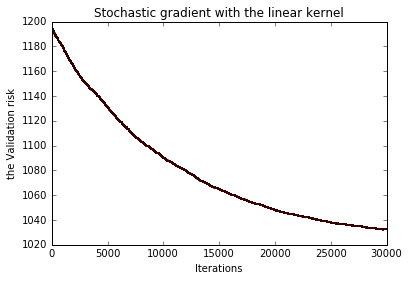 Stochastic gradient with the linear kernel
1200
1180
1160
1140
1120
1100
1080
1060
1040
1020
the Validation risk
0 5000 10000 15000 20000 25000 30000
Iterations